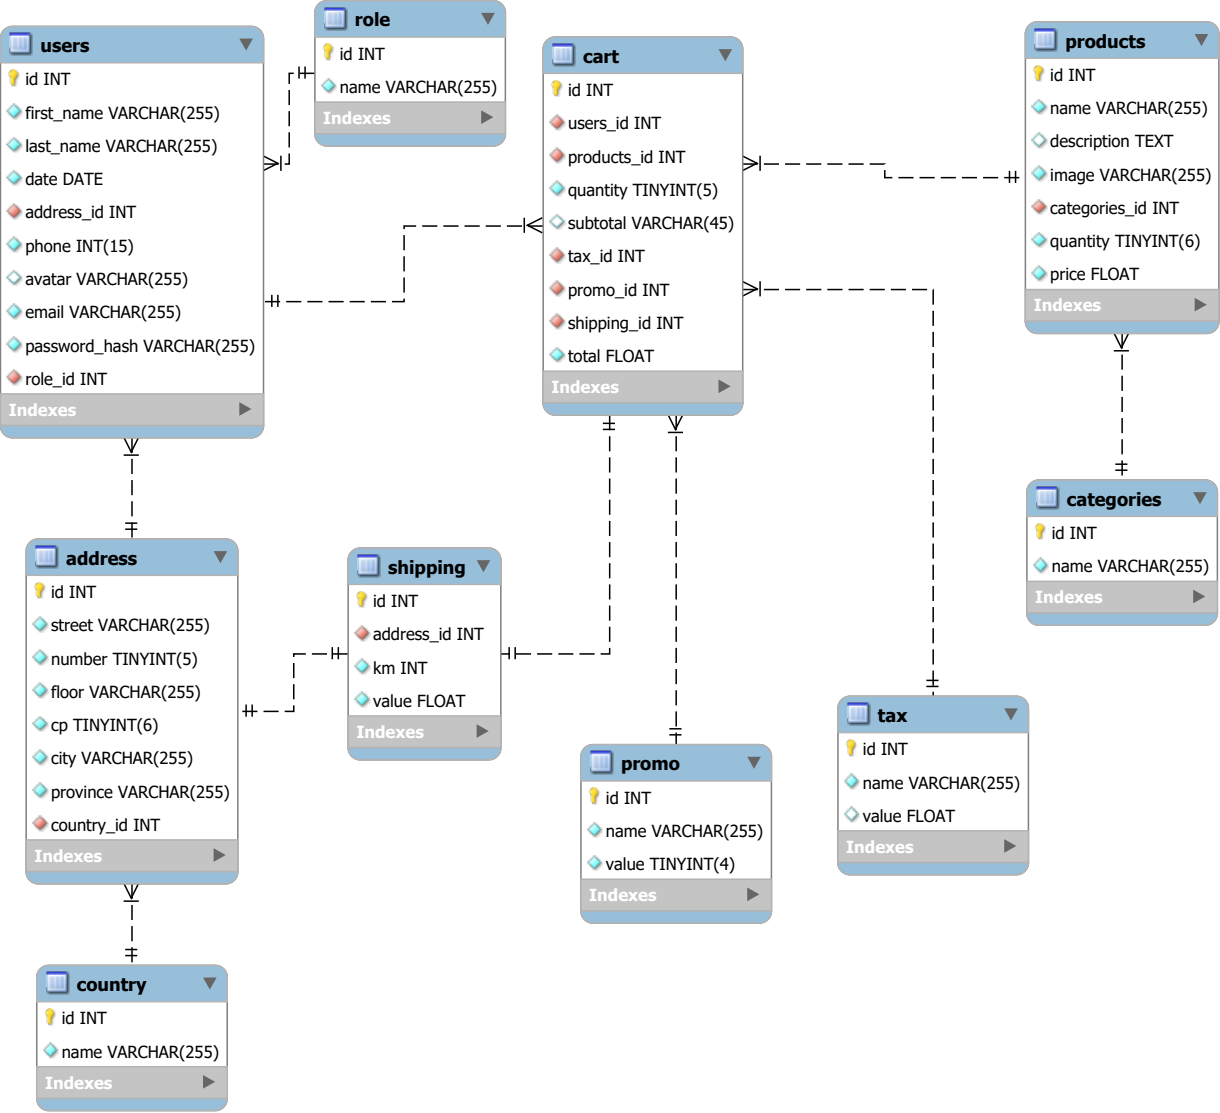 users
id INT
first_name VARCHAR(255)
last_name VARCHAR(255)
date DATE
address_id INT
phone INT(15)
avatar VARCHAR(255)
email VARCHAR(255)
password_hash VARCHAR(255)
role_id INT
Indexes
role
id INT
name VARCHAR(255)
Indexes
cart
id INT
users_id INT
products_id INT
quantity TINYINT(5)
subtotal VARCHAR(45)
tax_id INT
promo_id INT
shipping_id INT
total FLOAT
Indexes
products
id INT
name VARCHAR(255)
description TEXT
image VARCHAR(255)
categories_id INT
quantity TINYINT(6)
price FLOAT
Indexes
categories
id INT
name VARCHAR(255)
Indexes
address
id INT
street VARCHAR(255)
number TINYINT(5)
floor VARCHAR(255)
cp TINYINT(6)
city VARCHAR(255)
province VARCHAR(255)
country_id INT
Indexes
shipping
id INT
address_id INT
km INT
value FLOAT
Indexes
promo
id INT
name VARCHAR(255)
value TINYINT(4)
Indexes
tax
id INT
name VARCHAR(255)
value FLOAT
Indexes
country
id INT
name VARCHAR(255)
Indexes